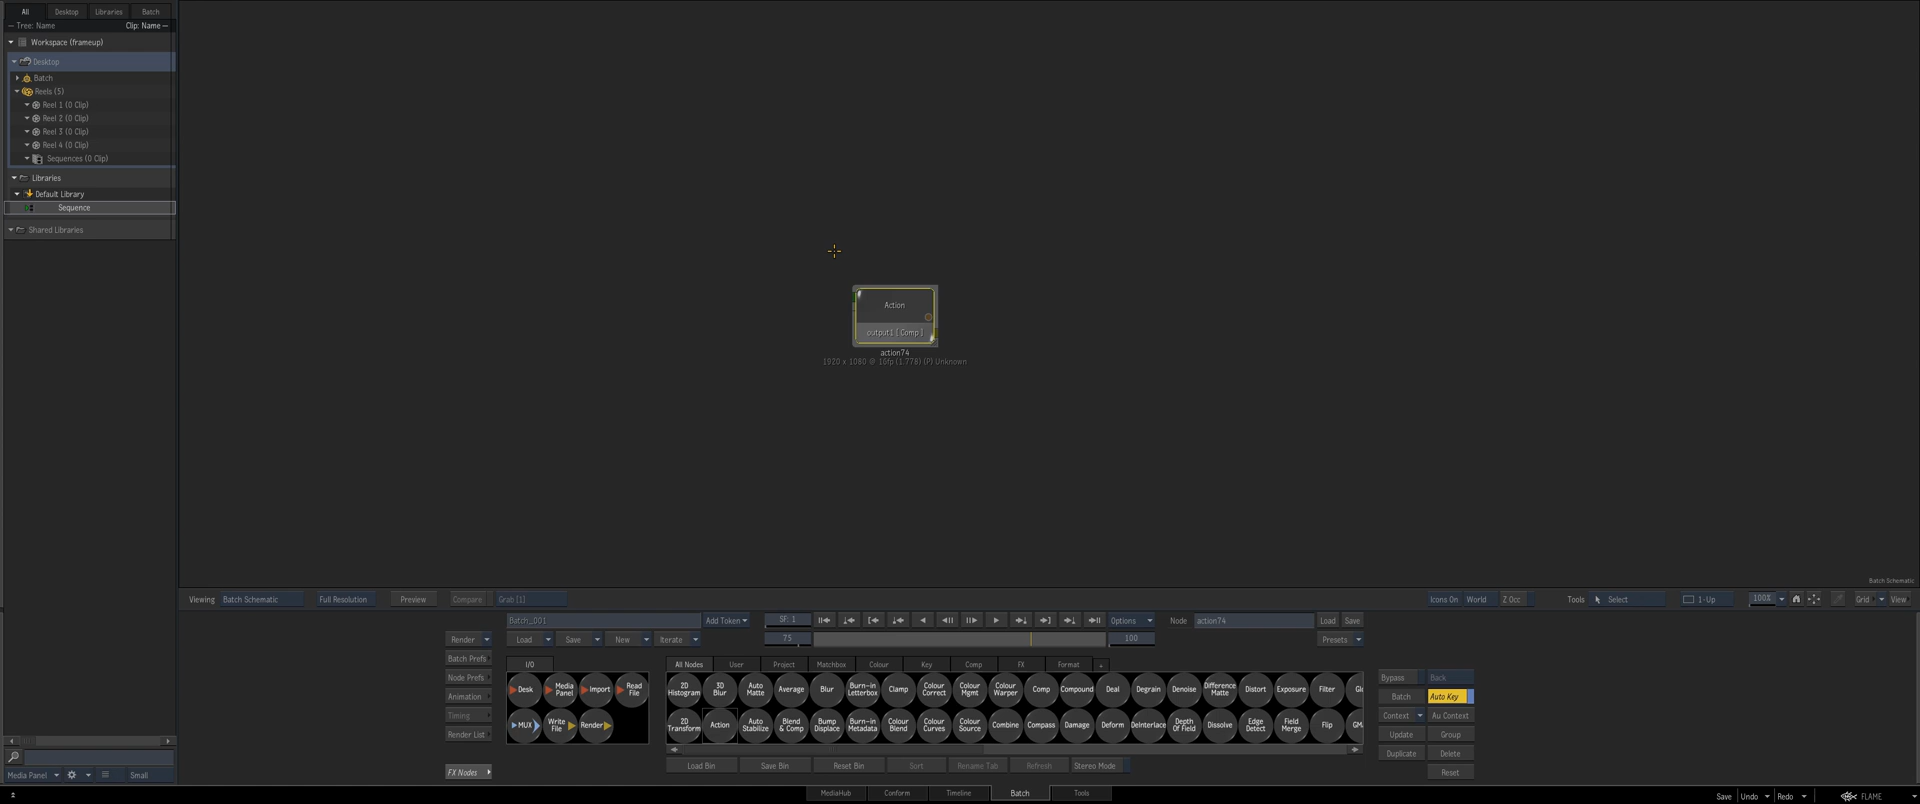 All Desktop Libraries Batch
Tree: Name Clip: Name
Workspace (frameup)
Desktop
Batch
Reels (5)
Reel 1 (0 Clip)
Reel 2 (0 Clip)
Reel 3 (0 Clip)
Reel 4 (0 Clip)
Sequences (0 Clip)
Libraries
Default Library
Sequence
Shared Libraries
Media Panel Small
Action
output1 [ Comp ]
action74
1920 x 1080 @ 16fp (1.778) (P) Unknown
Batch Schematic
Viewing Batch Schematic Full Resolution Preview Compare Grab [1] Icons On World Z Occ Tools Select 1-Up 100% Grid View
Batch_001 Add Token SF: 1 Options Node action74 Load Save
Render Load Save New Iterate 75 100 Presets
Batch Prefs
Node Prefs
Animation
Timing
Render List
FX Nodes
I/O
Desk Media Panel Import Read File
MUX Write File Render
All Nodes User Project Matchbox Colour Key Comp FX Format
2D Histogram 3D Blur Auto Matte Average Blur Burn-in Letterbox Clamp Colour Correct Colour Mgmt Colour Warper Comp Compound Deal Degrain Denoise Difference Matte Distort Exposure Filter
2D Transform Action Auto Stabilize Blend & Comp Bump Displace Burn-in Metadata Colour Blend Colour Curves Colour Source Combine Compass Damage Deform DeInterlace Depth Of Field Dissolve Edge Detect Field Merge Flip
Load Bin Save Bin Reset Bin Sort Rename Tab Refresh Stereo Mode
Bypass Back
Batch Auto Key
Context Au Context
Update Group
Duplicate Delete
Reset
MediaHub Conform Timeline Batch Tools
Save Undo Redo FLAME